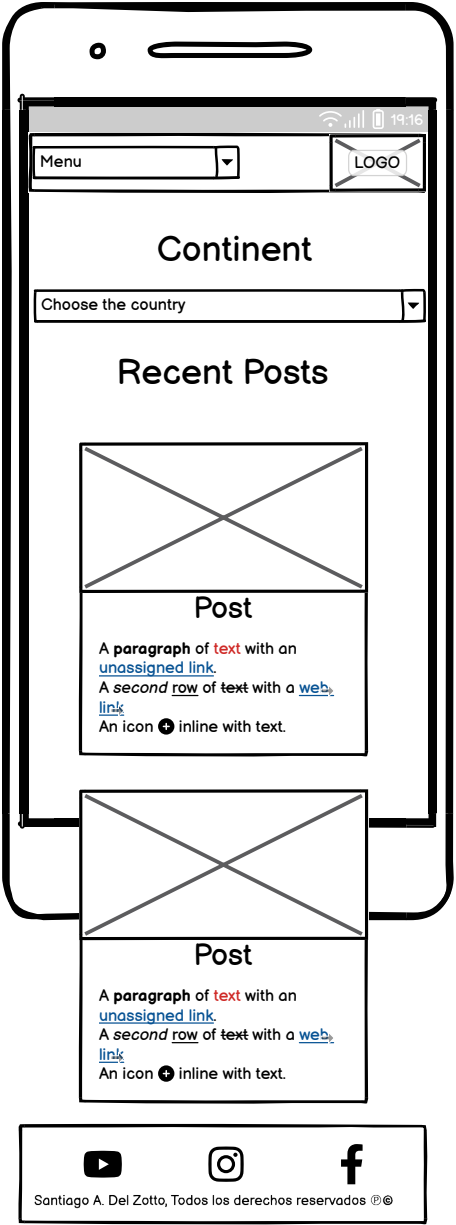 19:16
Menu
LOGO
Continent
Choose the country
Recent Posts
Post
A paragraph of text with an
unassigned link.
A second row of text with a web
link
An icon + inline with text.
Post
A paragraph of text with an
unassigned link.
A second row of text with a web
link
An icon + inline with text.
Santiago A. Del Zotto, Todos los derechos reservados ℗©